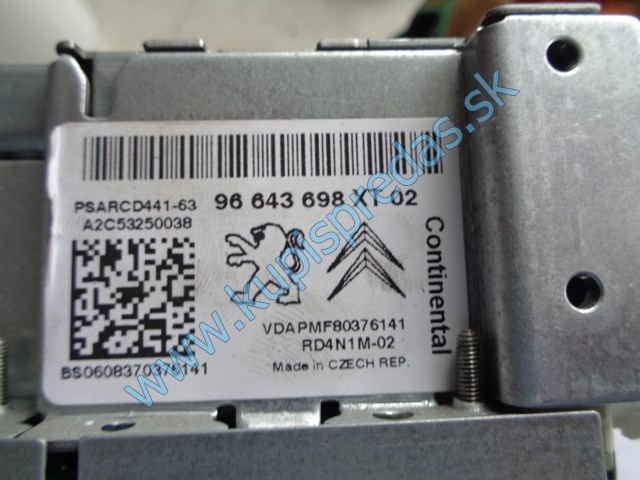 PSARCD441-63 96 643 698 XT 02
A2C53250038
Continental
VDAPMF80376141
RD4N1M-02
BS0608370376141
Made in CZECH REP.
www.kupispredas.sk